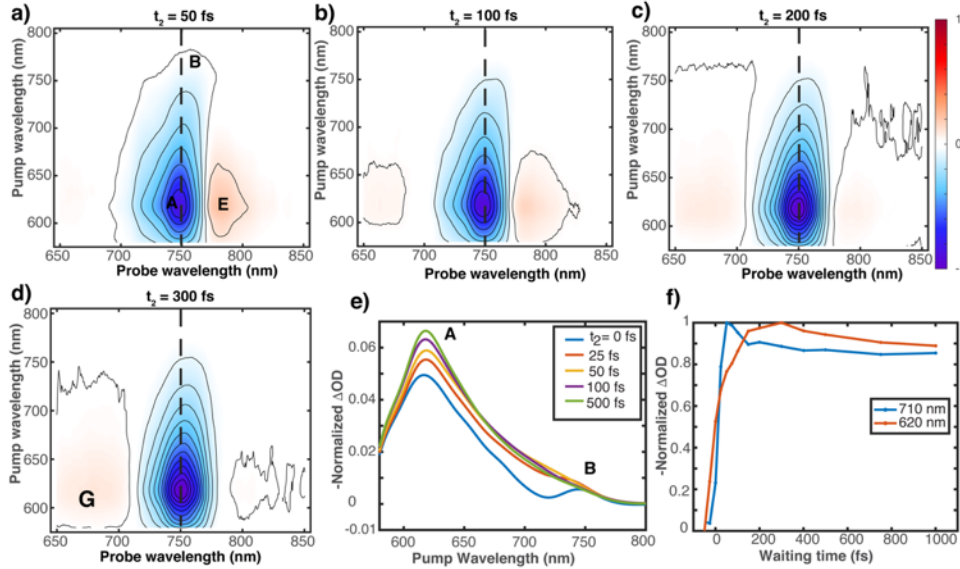 a)
t2 = 50 fs
Pump wavelength (nm)
800
750
700
650
600
B
A
E
650 700 750 800 850
Probe wavelength (nm)
b)
t2 = 100 fs
Pump wavelength (nm)
800
750
700
650
600
650 700 750 800 850
Probe wavelength (nm)
c)
t2 = 200 fs
Pump wavelength (nm)
800
750
700
650
600
650 700 750 800 850
Probe wavelength (nm)
1
0
-
d)
t2 = 300 fs
Pump wavelength (nm)
800
750
700
650
600
G
650 700 750 800 850
Probe wavelength (nm)
e)
-Normalized ΔOD
0.06
0.04
0.02
0
-0.01
A
B
t2= 0 fs
25 fs
50 fs
100 fs
500 fs
600 650 700 750 800
Pump Wavelength (nm)
f)
-Normalized ΔOD
1
0.8
0.6
0.4
0.2
0
710 nm
620 nm
0 200 400 600 800 1000
Waiting time (fs)